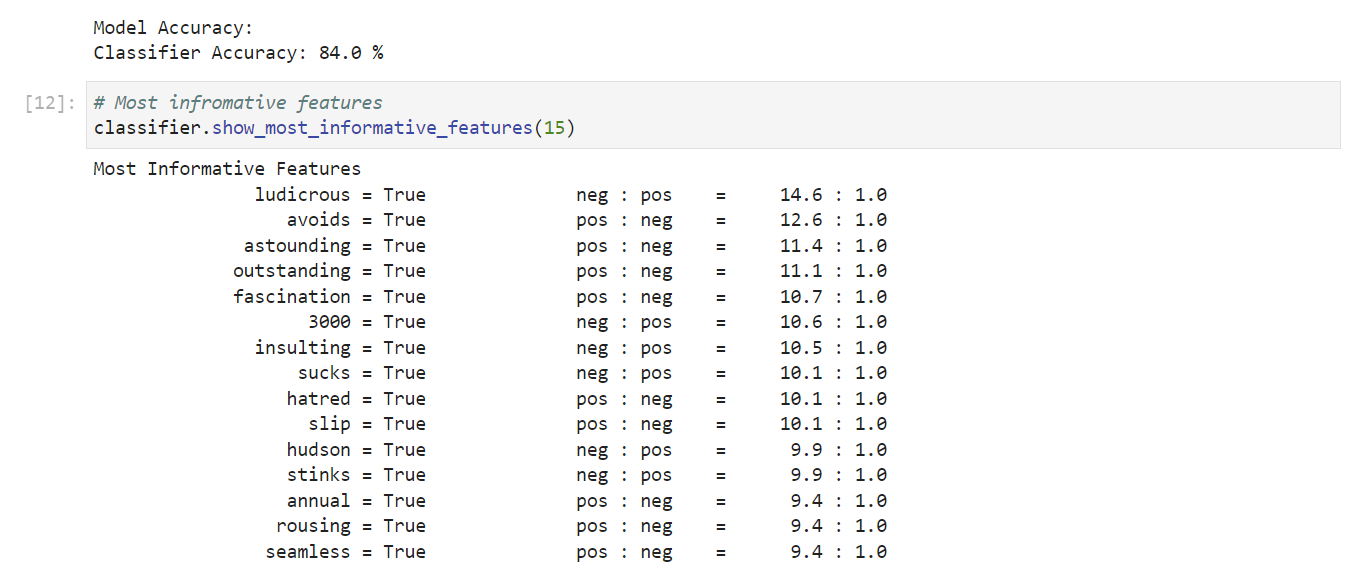 Model Accuracy:
Classifier Accuracy: 84.0 %
[12]: # Most infromative features
classifier.show_most_informative_features(15)
Most Informative Features
ludicrous = True neg : pos = 14.6 : 1.0
avoids = True pos : neg = 12.6 : 1.0
astounding = True pos : neg = 11.4 : 1.0
outstanding = True pos : neg = 11.1 : 1.0
fascination = True pos : neg = 10.7 : 1.0
3000 = True neg : pos = 10.6 : 1.0
insulting = True neg : pos = 10.5 : 1.0
sucks = True neg : pos = 10.1 : 1.0
hatred = True pos : neg = 10.1 : 1.0
slip = True pos : neg = 10.1 : 1.0
hudson = True neg : pos = 9.9 : 1.0
stinks = True neg : pos = 9.9 : 1.0
annual = True pos : neg = 9.4 : 1.0
rousing = True pos : neg = 9.4 : 1.0
seamless = True pos : neg = 9.4 : 1.0